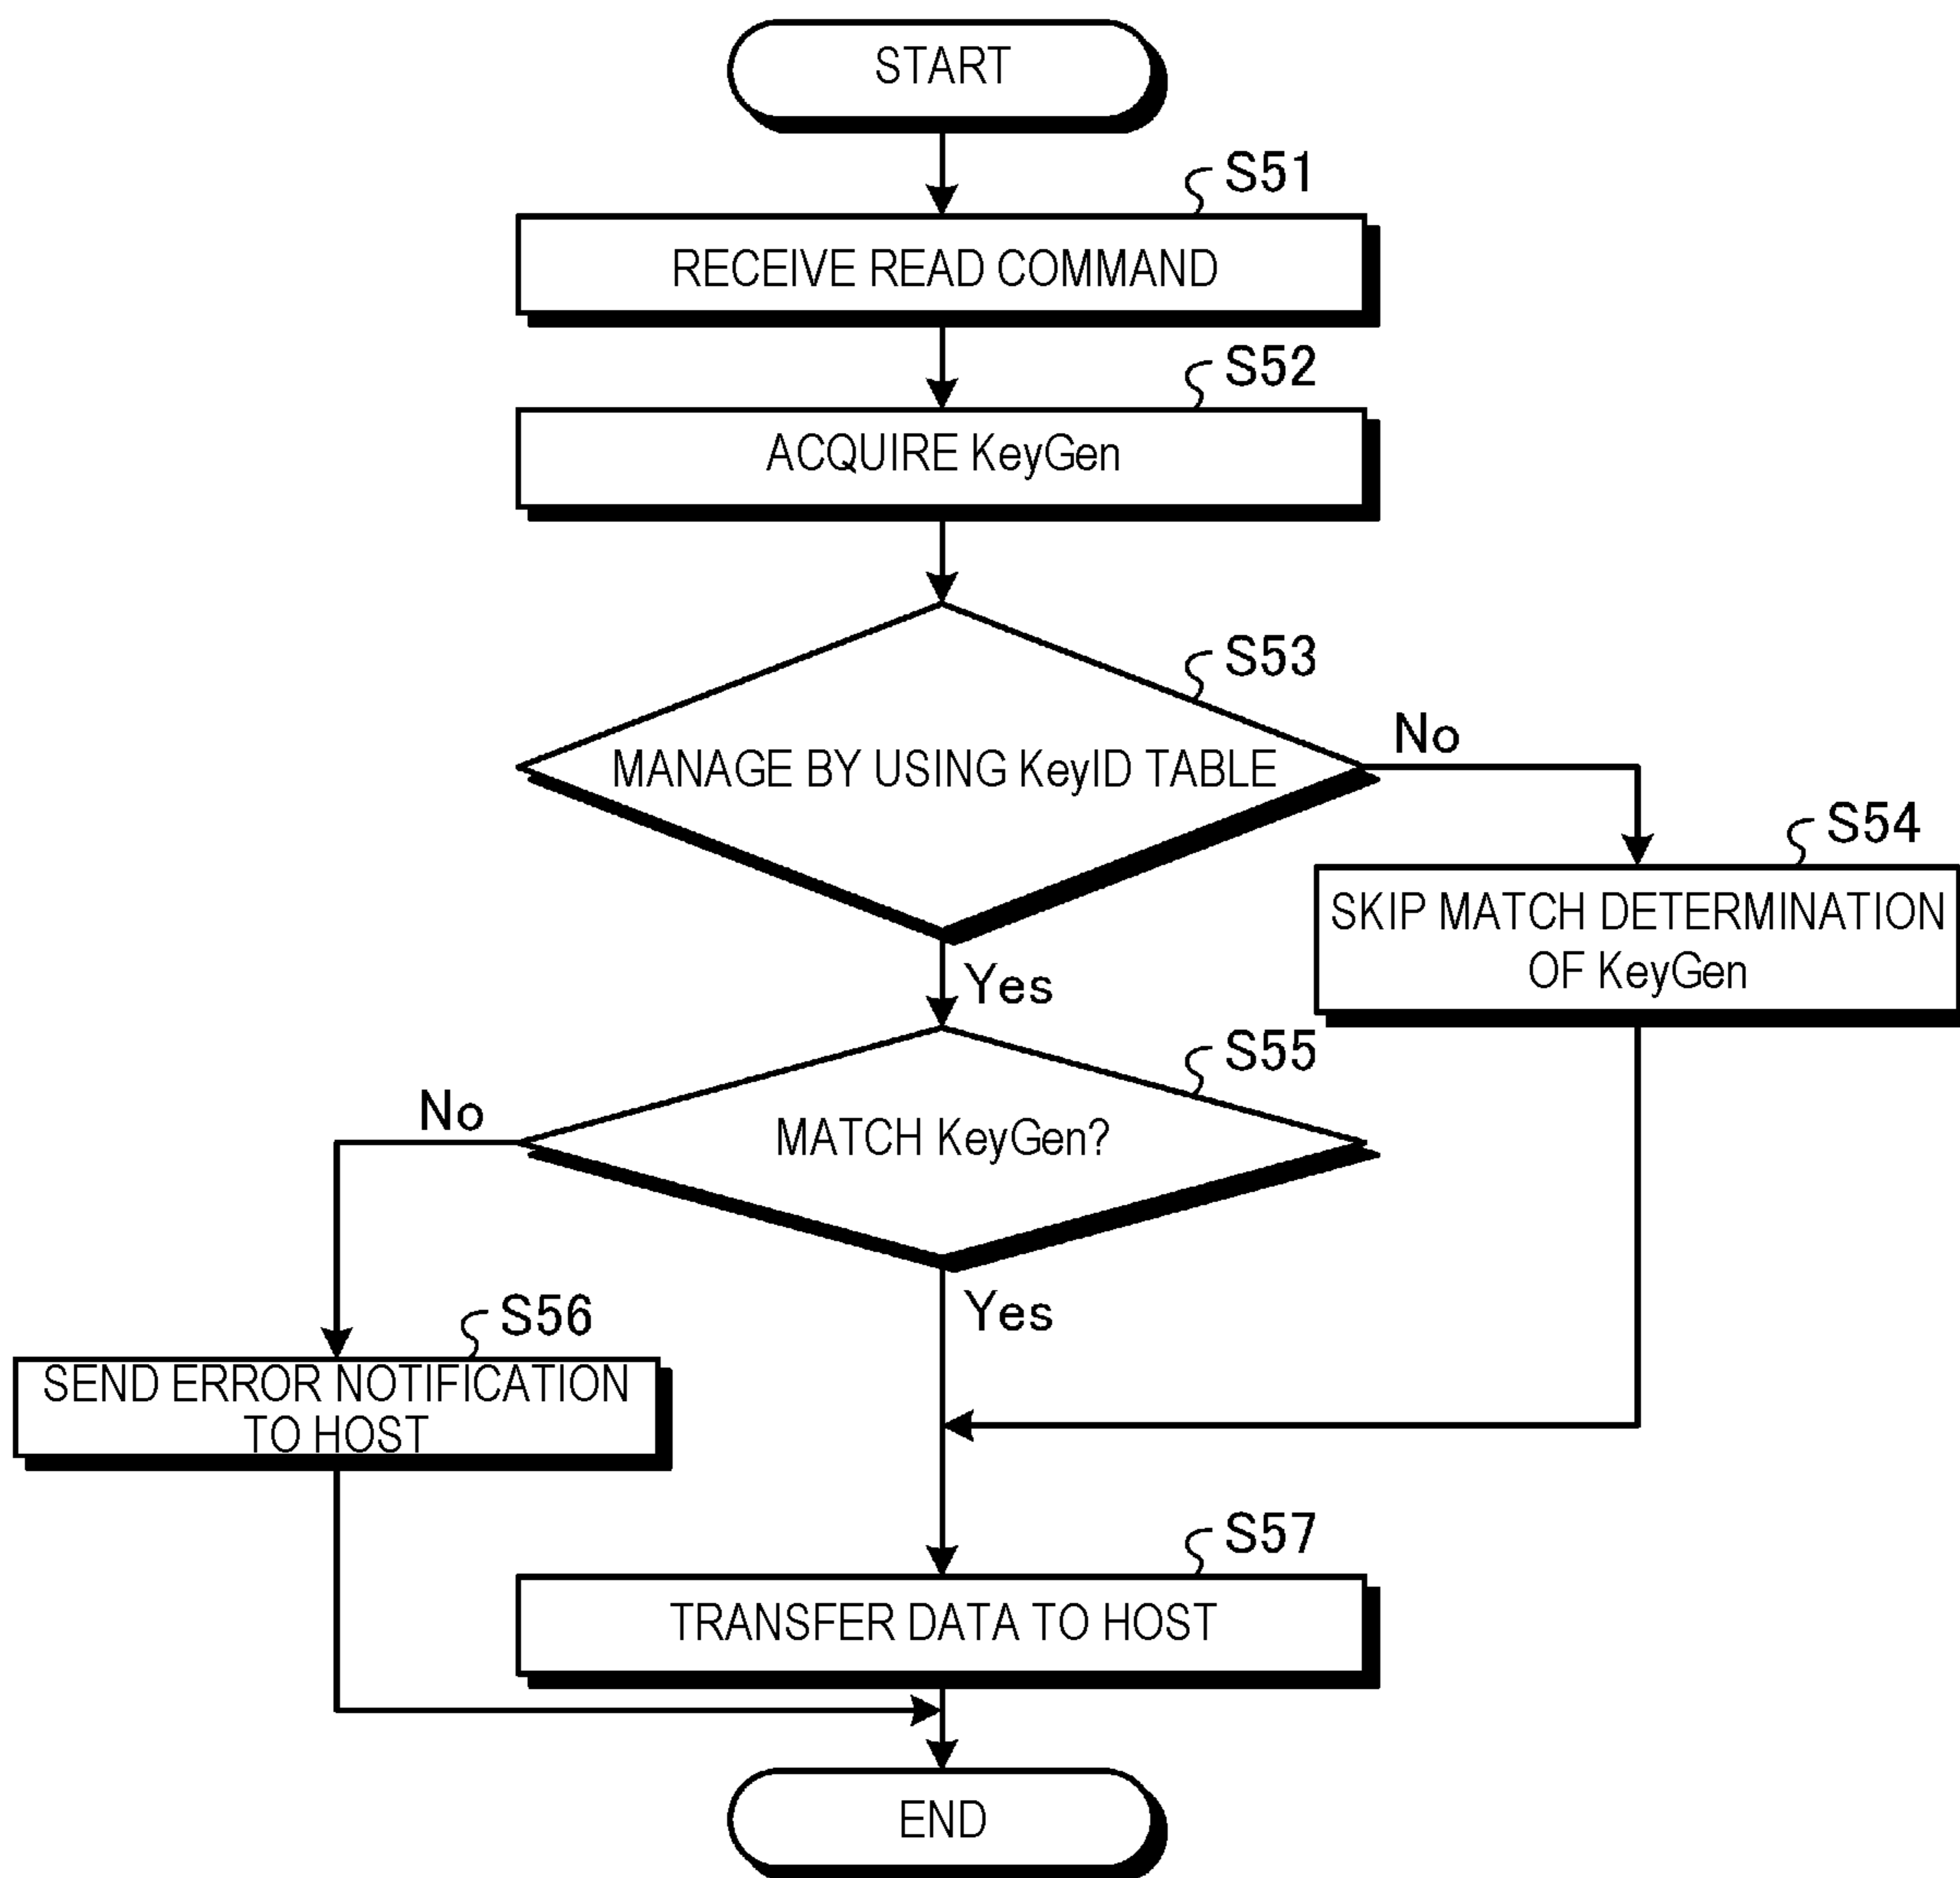 START
S51
RECEIVE READ COMMAND
S52
ACQUIRE KeyGen
S53
MANAGE BY USING KeyID TABLE
No
S54
SKIP MATCH DETERMINATION
OF KeyGen
Yes
S55
MATCH KeyGen?
No
Yes
S56
SEND ERROR NOTIFICATION
TO HOST
S57
TRANSFER DATA TO HOST
END